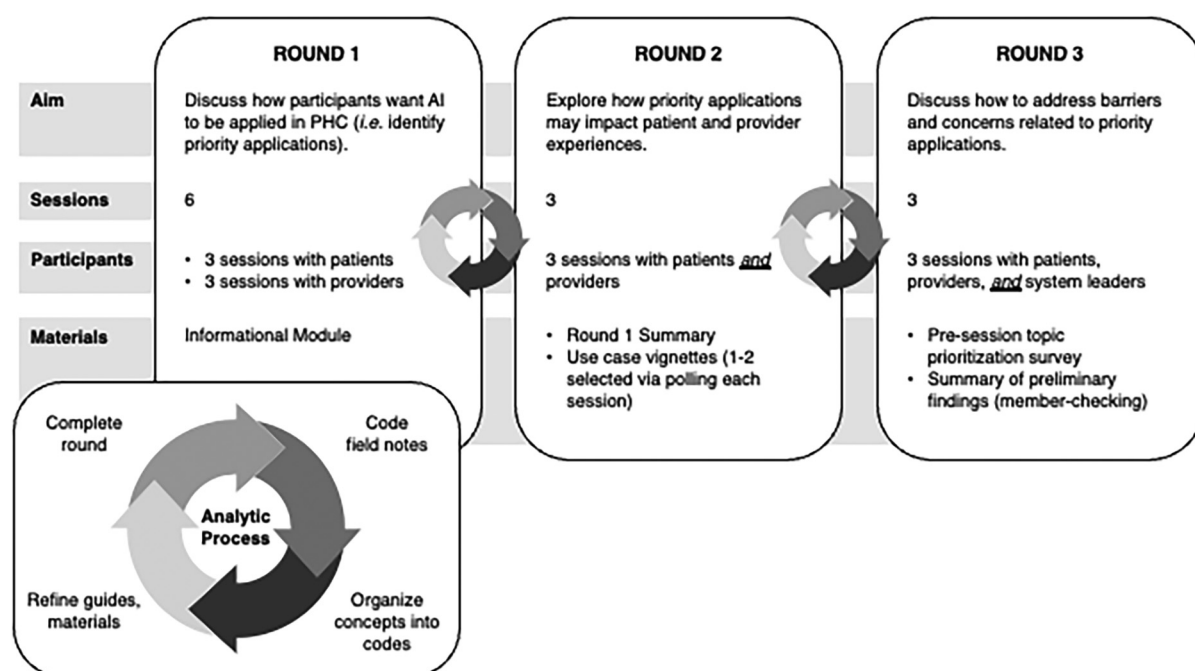 ROUND 1
ROUND 2
ROUND 3
Aim
Discuss how participants want AI
to be applied in PHC (i.e. identify
priority applications).
Explore how priority applications
may impact patient and provider
experiences.
Discuss how to address barriers
and concerns related to priority
applications.
Sessions
6
3
3
Participants
• 3 sessions with patients
• 3 sessions with providers
3 sessions with patients and
providers
3 sessions with patients,
providers, and system leaders
Materials
Informational Module
• Round 1 Summary
• Use case vignettes (1-2
selected via polling each
session)
• Pre-session topic
prioritization survey
• Summary of preliminary
findings (member-checking)
Complete
round
Code
field notes
Analytic
Process
Refine guides,
materials
Organize
concepts into
codes